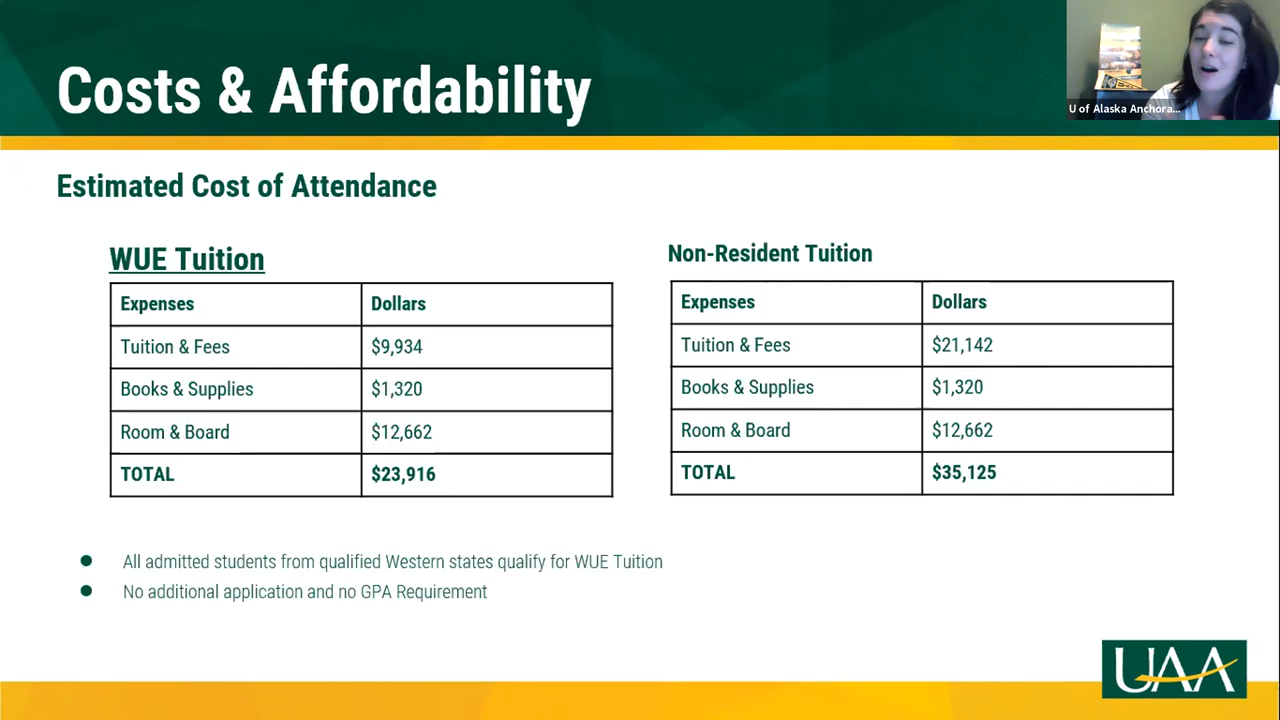 Costs & Affordability
U of Alaska Anchora...
Estimated Cost of Attendance
WUE Tuition
Expenses Dollars
Tuition & Fees $9,934
Books & Supplies $1,320
Room & Board $12,662
TOTAL $23,916
Non-Resident Tuition
Expenses Dollars
Tuition & Fees $21,142
Books & Supplies $1,320
Room & Board $12,662
TOTAL $35,125
All admitted students from qualified Western states qualify for WUE Tuition
No additional application and no GPA Requirement
UAA